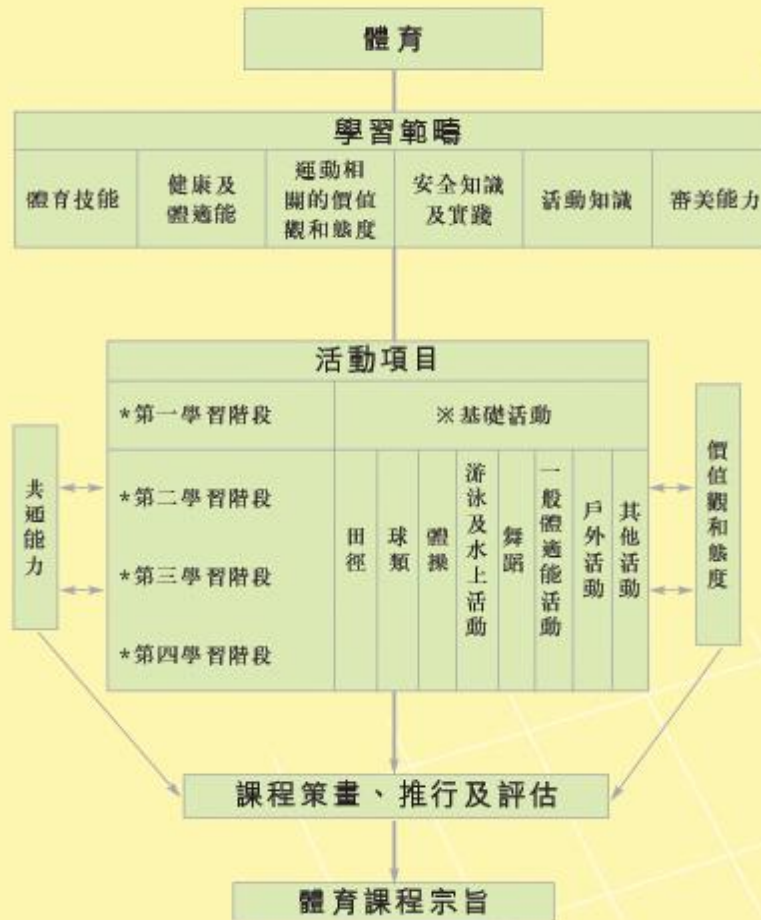 體育
學習範疇
體育技能
健康及
體適能
運動相
關的價值
觀和態度
安全知識
及實踐
活動知識
審美能力
活動項目
*第一學習階段
※基礎活動
*第二學習階段
*第三學習階段
*第四學習階段
田徑
球類
體操
游泳及水上活動
舞蹈
一般體適能活動
戶外活動
其他活動
共通能力
價值觀和態度
課程策畫、推行及評估
體育課程宗旨